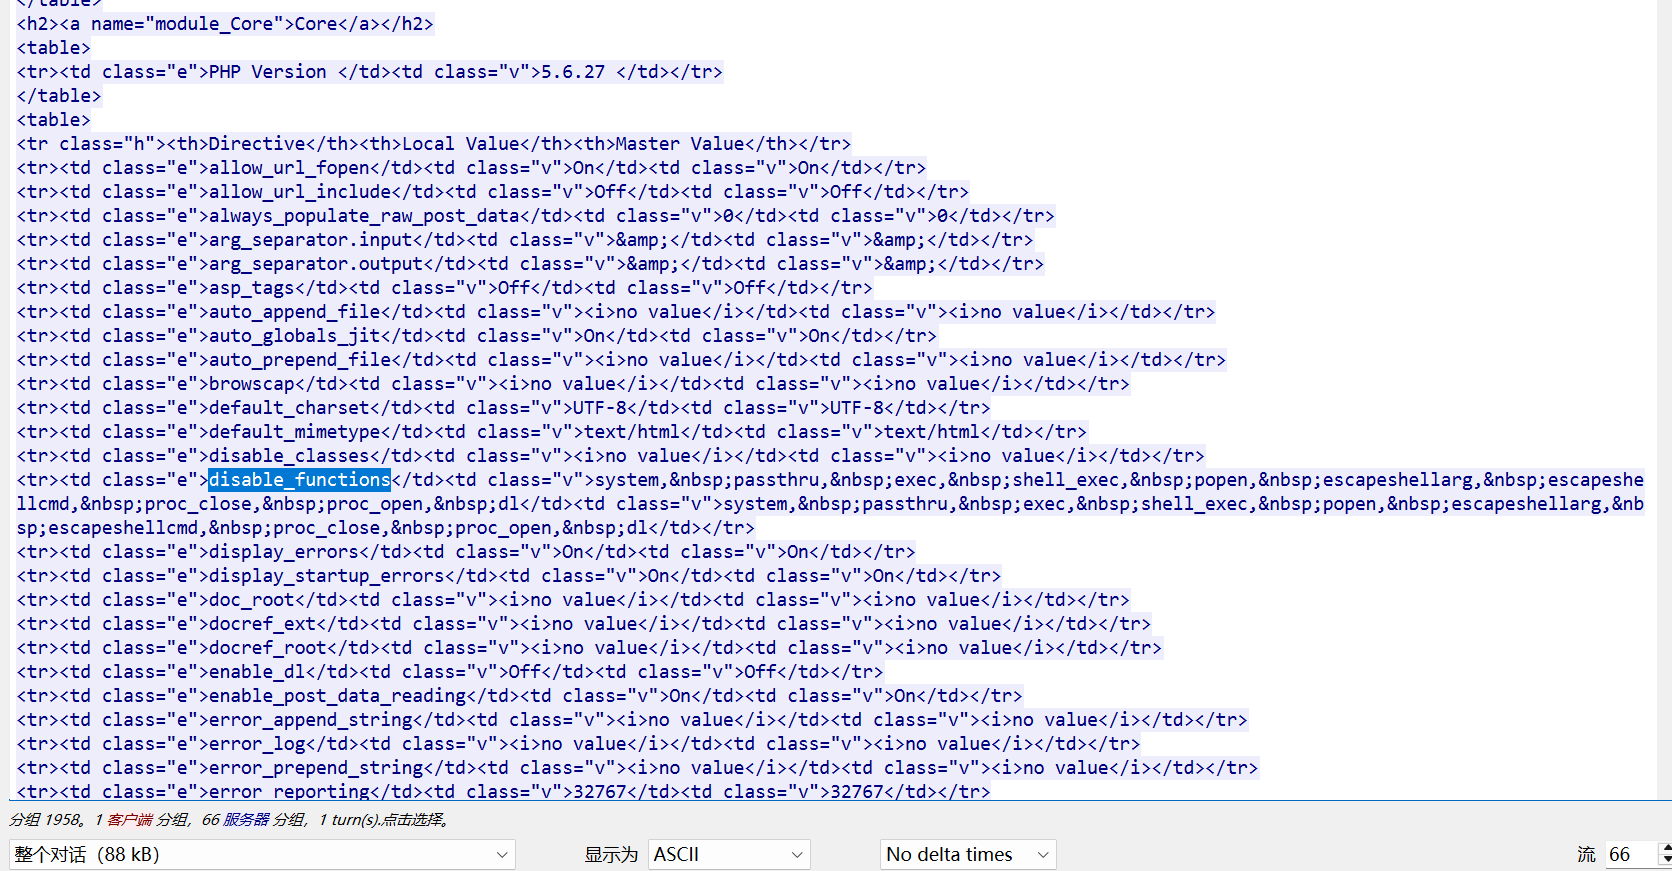 </table>
<h2><a name="module_Core">Core</a></h2>
<table>
<tr><td class="e">PHP Version </td><td class="v">5.6.27 </td></tr>
</table>
<table>
<tr class="h"><th>Directive</th><th>Local Value</th><th>Master Value</th></tr>
<tr><td class="e">allow_url_fopen</td><td class="v">On</td><td class="v">On</td></tr>
<tr><td class="e">allow_url_include</td><td class="v">Off</td><td class="v">Off</td></tr>
<tr><td class="e">always_populate_raw_post_data</td><td class="v">0</td><td class="v">0</td></tr>
<tr><td class="e">arg_separator.input</td><td class="v">&amp;</td><td class="v">&amp;</td></tr>
<tr><td class="e">arg_separator.output</td><td class="v">&amp;</td><td class="v">&amp;</td></tr>
<tr><td class="e">asp_tags</td><td class="v">Off</td><td class="v">Off</td></tr>
<tr><td class="e">auto_append_file</td><td class="v"><i>no value</i></td><td class="v"><i>no value</i></td></tr>
<tr><td class="e">auto_globals_jit</td><td class="v">On</td><td class="v">On</td></tr>
<tr><td class="e">auto_prepend_file</td><td class="v"><i>no value</i></td><td class="v"><i>no value</i></td></tr>
<tr><td class="e">browscap</td><td class="v"><i>no value</i></td><td class="v"><i>no value</i></td></tr>
<tr><td class="e">default_charset</td><td class="v">UTF-8</td><td class="v">UTF-8</td></tr>
<tr><td class="e">default_mimetype</td><td class="v">text/html</td><td class="v">text/html</td></tr>
<tr><td class="e">disable_classes</td><td class="v"><i>no value</i></td><td class="v"><i>no value</i></td></tr>
<tr><td class="e">disable_functions</td><td class="v">system,&nbsp;passthru,&nbsp;exec,&nbsp;shell_exec,&nbsp;popen,&nbsp;escapeshellarg,&nbsp;escapeshe
llcmd,&nbsp;proc_close,&nbsp;proc_open,&nbsp;dl</td><td class="v">system,&nbsp;passthru,&nbsp;exec,&nbsp;shell_exec,&nbsp;popen,&nbsp;escapeshellarg,&nb
sp;escapeshellcmd,&nbsp;proc_close,&nbsp;proc_open,&nbsp;dl</td></tr>
<tr><td class="e">display_errors</td><td class="v">On</td><td class="v">On</td></tr>
<tr><td class="e">display_startup_errors</td><td class="v">On</td><td class="v">On</td></tr>
<tr><td class="e">doc_root</td><td class="v"><i>no value</i></td><td class="v"><i>no value</i></td></tr>
<tr><td class="e">docref_ext</td><td class="v"><i>no value</i></td><td class="v"><i>no value</i></td></tr>
<tr><td class="e">docref_root</td><td class="v"><i>no value</i></td><td class="v"><i>no value</i></td></tr>
<tr><td class="e">enable_dl</td><td class="v">Off</td><td class="v">Off</td></tr>
<tr><td class="e">enable_post_data_reading</td><td class="v">On</td><td class="v">On</td></tr>
<tr><td class="e">error_append_string</td><td class="v"><i>no value</i></td><td class="v"><i>no value</i></td></tr>
<tr><td class="e">error_log</td><td class="v"><i>no value</i></td><td class="v"><i>no value</i></td></tr>
<tr><td class="e">error_prepend_string</td><td class="v"><i>no value</i></td><td class="v"><i>no value</i></td></tr>
<tr><td class="e">error_reporting</td><td class="v">32767</td><td class="v">32767</td></tr>
分组 1958。1 客户端 分组，66 服务器 分组，1 turn(s).点击选择。
整个对话 (88 kB) 显示为 ASCII No delta times 流 66